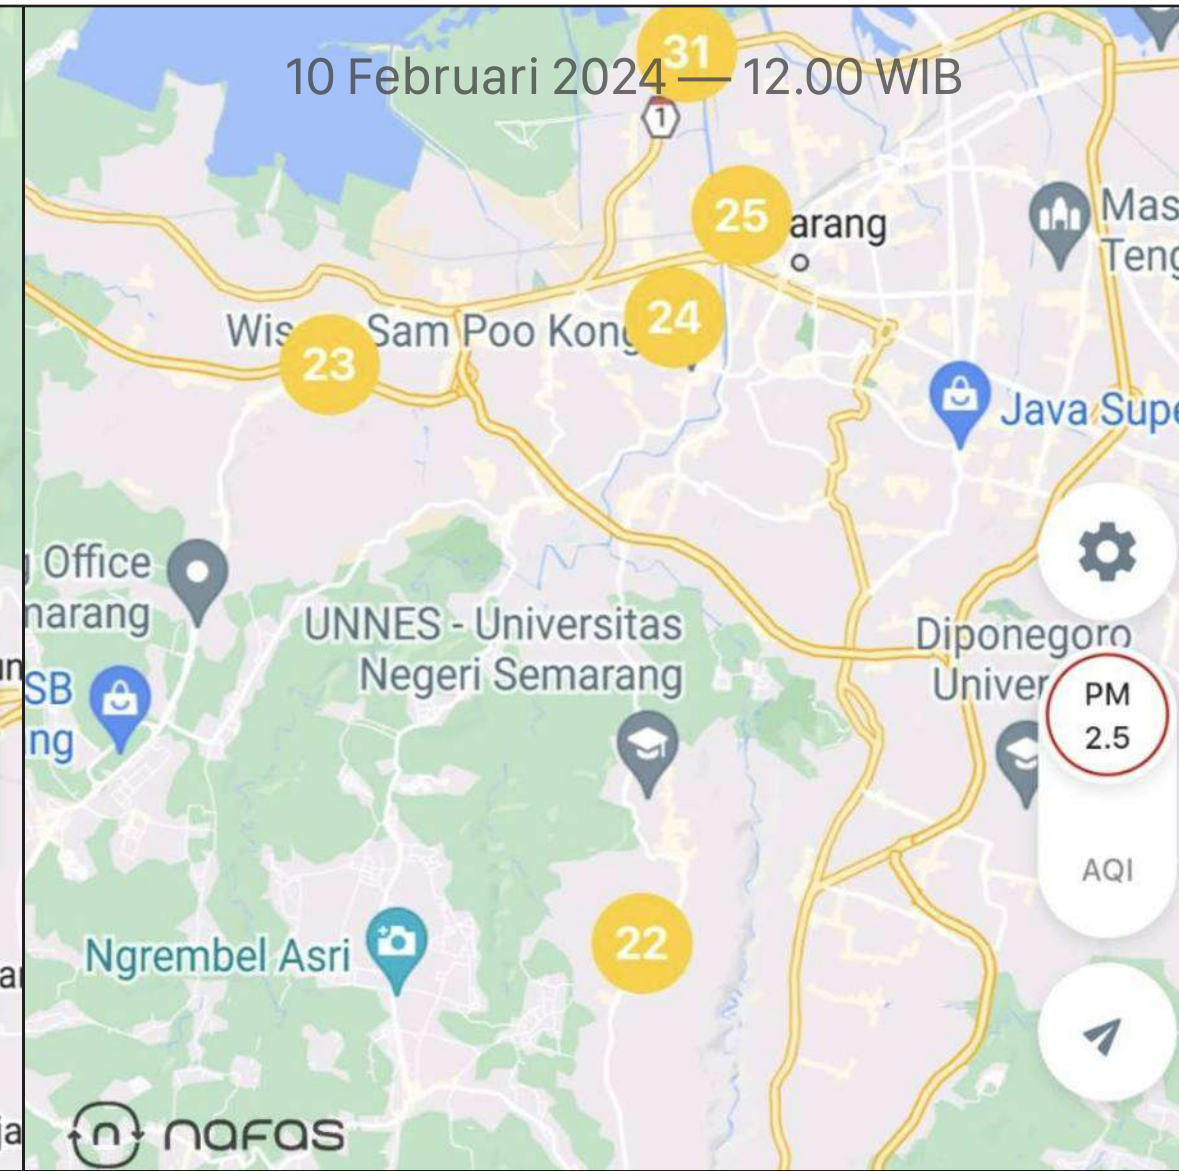 31
10 Februari 2024 — 12.00 WIB
1
25
arang
Mas
Teng
24
Wis Sam Poo Kong
23
Java Supe
Office
narang
UNNES - Universitas
Negeri Semarang
Diponegoro
Univer
SB
ng
PM
2.5
AQI
Ngrembel Asri
22
nafas